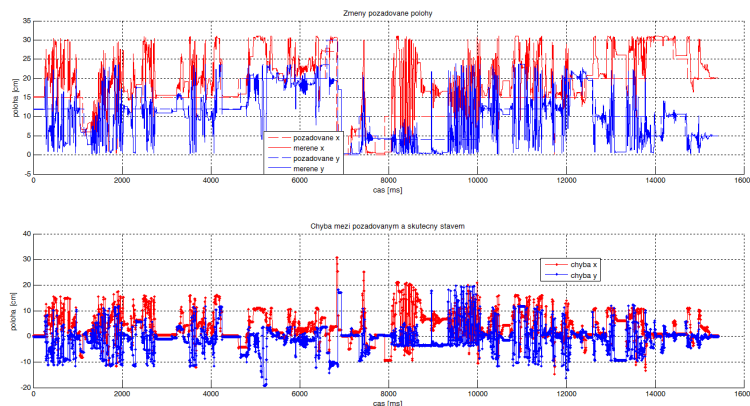 Zmeny pozadovane polohy
35
30
25
20
15
10
5
0
-5
poloha [cm]
pozadovane x
merene x
pozadovane y
merene y
0 2000 4000 6000 8000 10000 12000 14000 1600
cas [ms]
Chyba mezi pozadovanym a skutecny stavem
40
30
20
10
0
-10
-20
poloha [cm]
chyba x
chyba y
0 2000 4000 6000 8000 10000 12000 14000 1600
cas [ms]